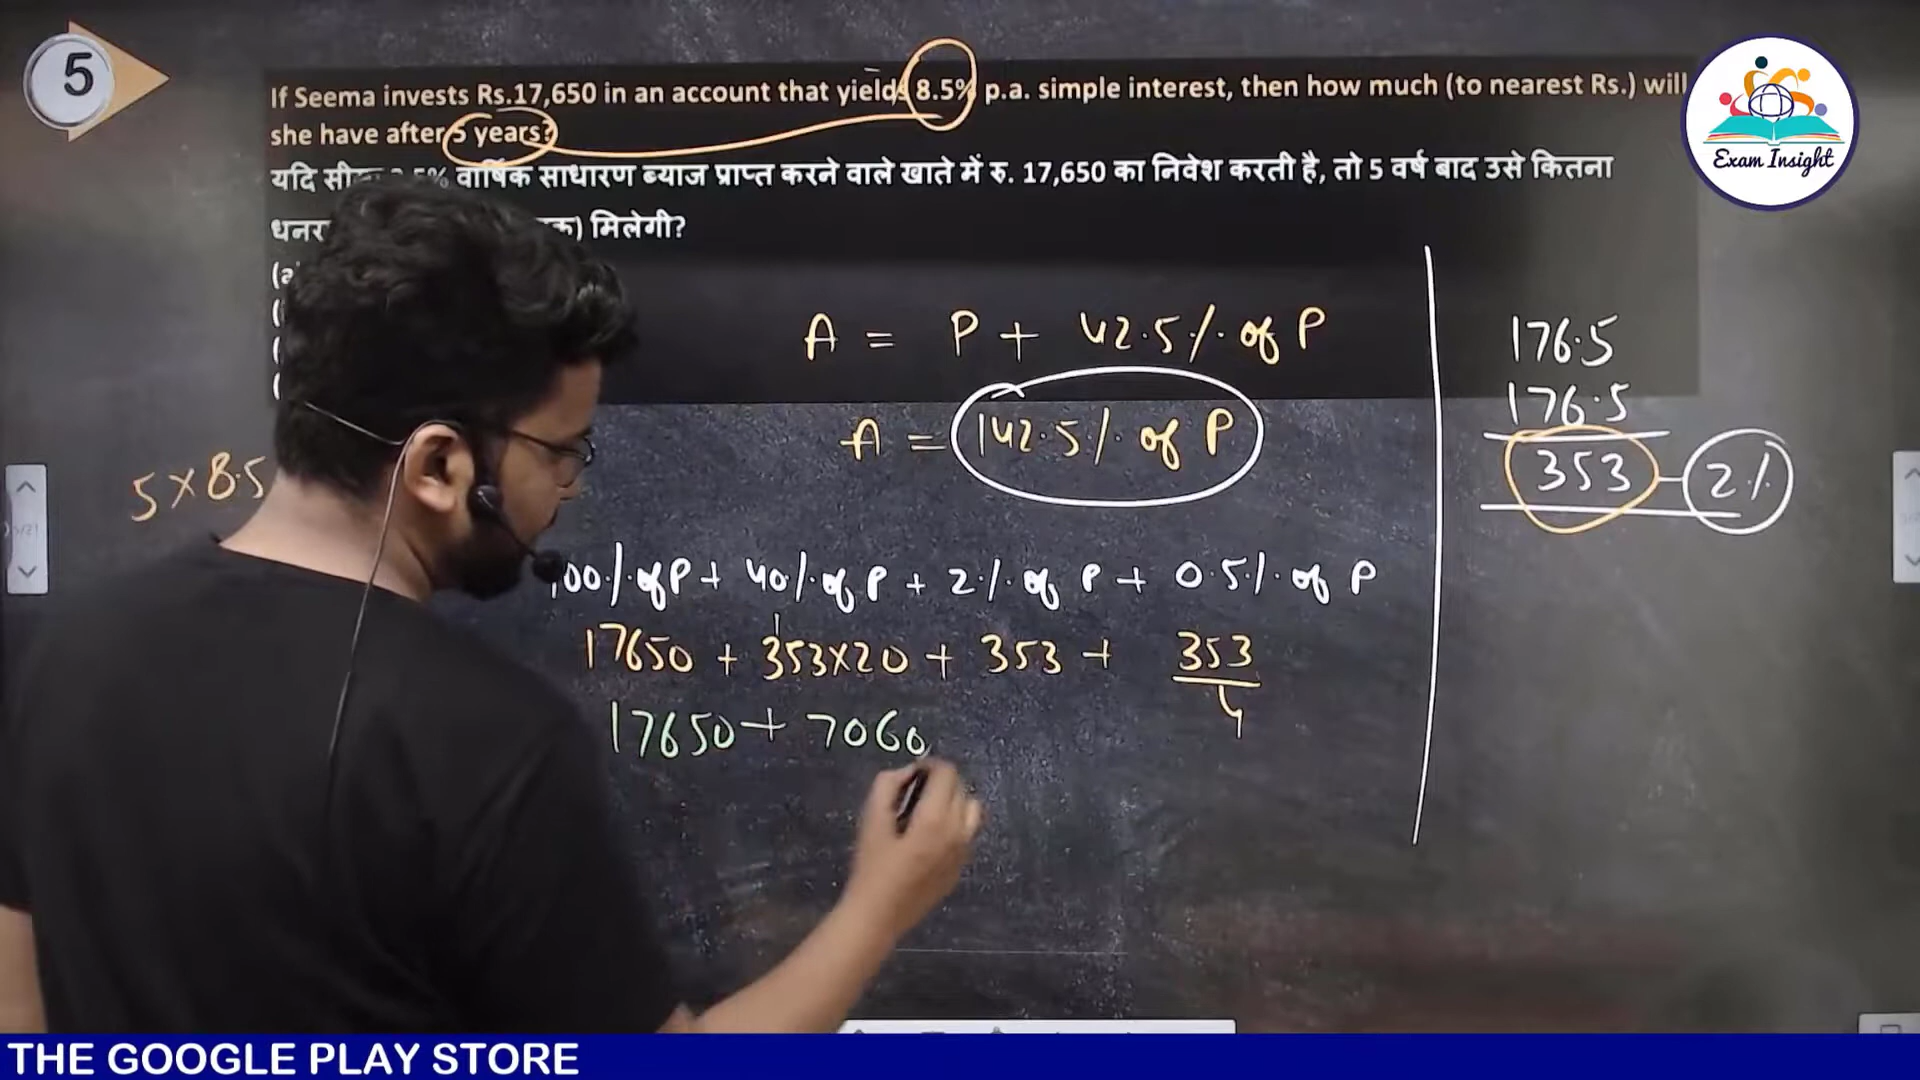 5
If Seema invests Rs.17,650 in an account that yields 8.5% p.a. simple interest, then how much (to nearest Rs.) will
she have after 5 years?
यदि वार्षिक साधारण ब्याज प्राप्त करने वाले खाते में रु. 17,650 का निवेश करती है, तो 5 वर्ष बाद उसे कितना
मिलेगी?
Exam Insight
A = P + 42.5% of P
A = 142.5% of P
5 × 8.5
100% of P + 40% of P + 2% of P + 0.5% of P
17650 + 353×20 + 353 + 353/4
17650 + 7060
176.5
176.5
353 - 2%
THE GOOGLE PLAY STORE